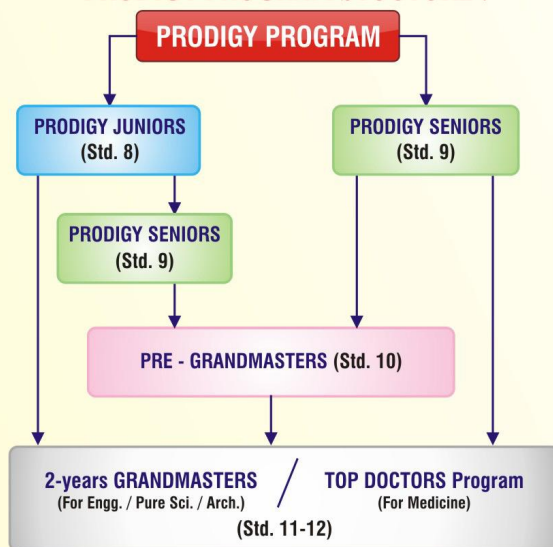 PRODIGY PROGRAM
PRODIGY JUNIORS
(Std. 8)
PRODIGY SENIORS
(Std. 9)
PRODIGY SENIORS
(Std. 9)
PRE - GRANDMASTERS (Std. 10)
2-years GRANDMASTERS
(For Engg. / Pure Sci. / Arch.)
/
TOP DOCTORS Program
(For Medicine)
(Std. 11-12)